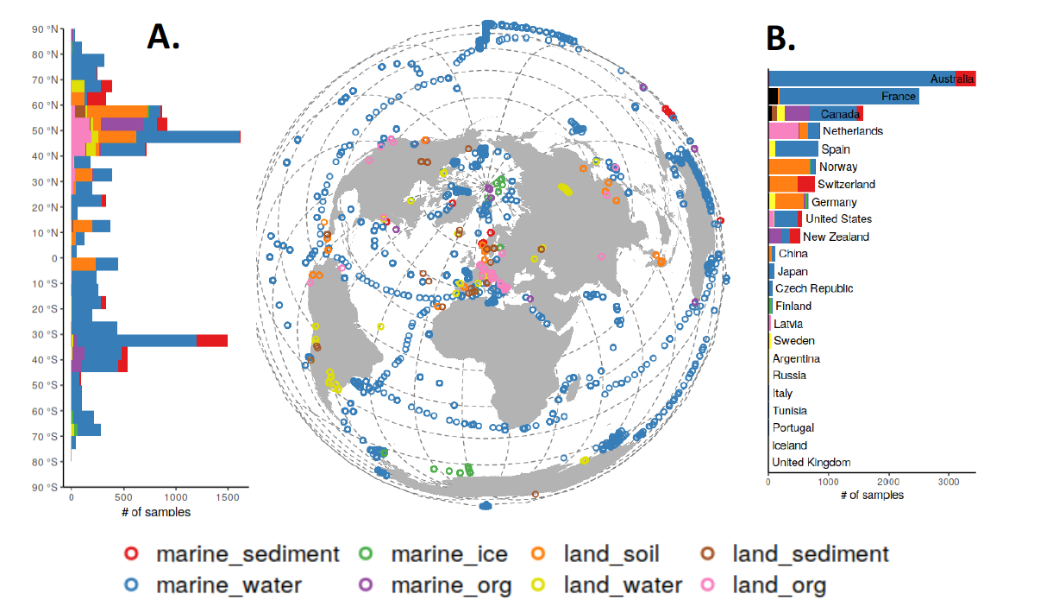 A.
B.
90 °N
80 °N
70 °N
60 °N
50 °N
40 °N
30 °N
20 °N
10 °N
0
10 °S
20 °S
30 °S
40 °S
50 °S
60 °S
70 °S
80 °S
90 °S
0 500 1000 1500
# of samples
Australia
France
Canada
Netherlands
Spain
Norway
Switzerland
Germany
United States
New Zealand
China
Japan
Czech Republic
Finland
Latvia
Sweden
Argentina
Russia
Italy
Tunisia
Portugal
Iceland
United Kingdom
0 1000 2000 3000
# of samples
marine_sediment marine_ice land_soil land_sediment
marine_water marine_org land_water land_org